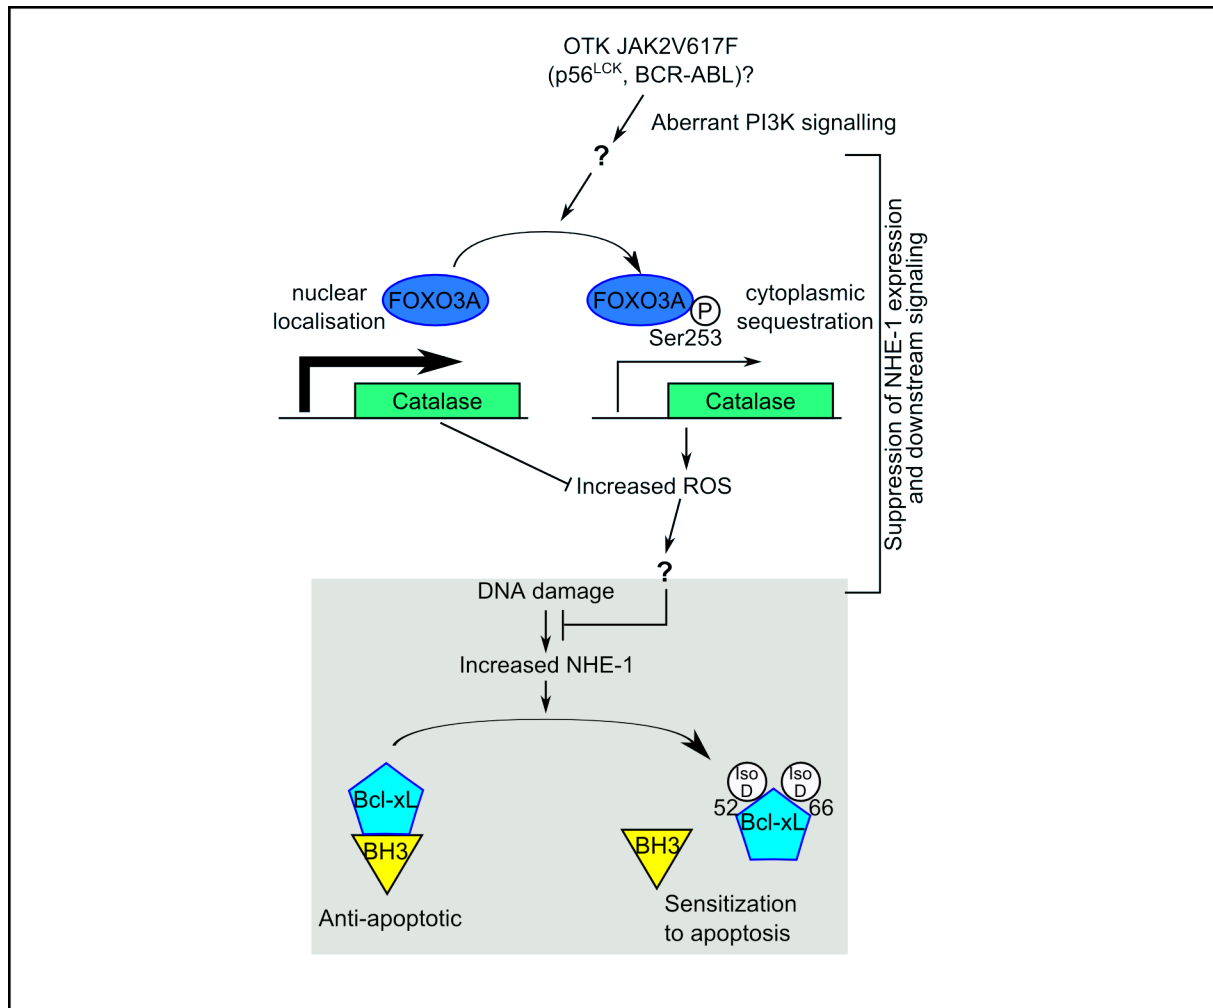 OTK JAK2V617F
(p56LCK, BCR-ABL)?
Aberrant PI3K signalling
?
nuclear
localisation
FOXO3A
FOXO3A
P
Ser253
cytoplasmic
sequestration
Catalase
Catalase
Increased ROS
?
Suppression of NHE-1 expression
and downstream signaling
DNA damage
Increased NHE-1
Bcl-xL
BH3
Anti-apoptotic
BH3
Iso
D
Iso
D
52
66
Bcl-xL
Sensitization
to apoptosis